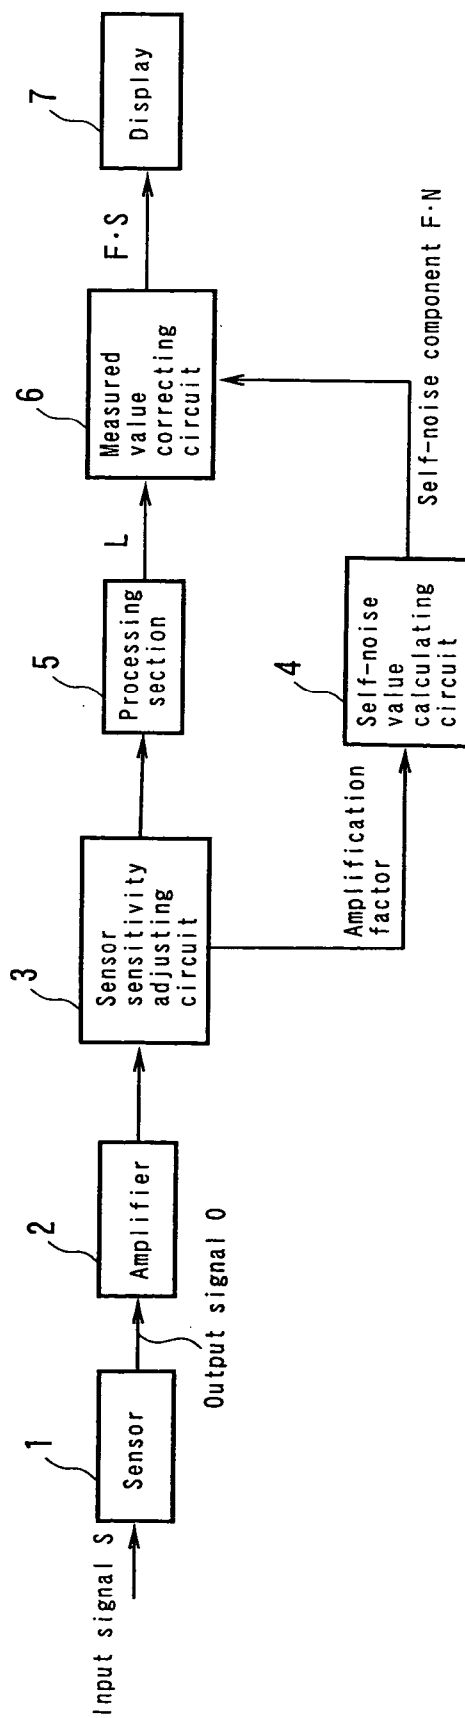 Input signal S
1
Sensor
Output signal O
2
Amplifier
3
Sensor
sensitivity
adjusting
circuit
Amplification
factor
4
Self-noise
value
calculating
circuit
5
Processing
section
L
Self-noise component F·N
6
Measured
value
correcting
circuit
F·S
7
Display